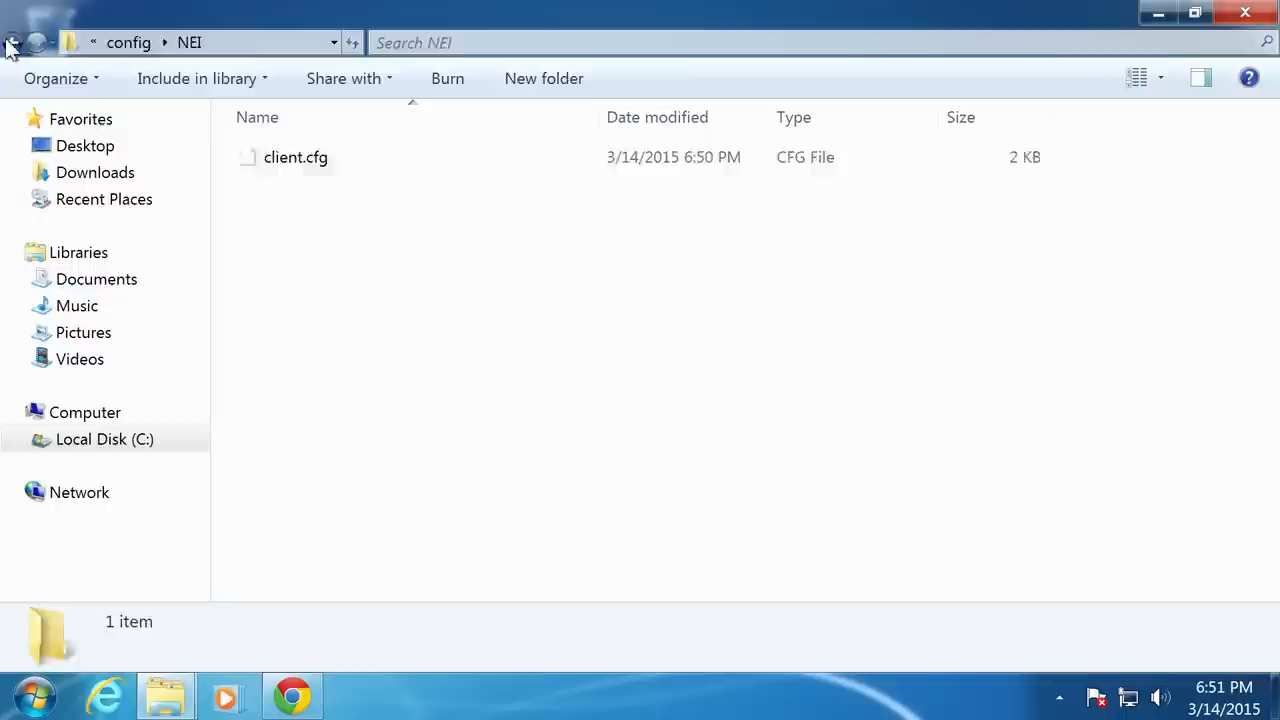 « config NEI
Search NEI
Organize Include in library Share with Burn New folder
Name Date modified Type Size
client.cfg 3/14/2015 6:50 PM CFG File 2 KB
Favorites
Desktop
Downloads
Recent Places
Libraries
Documents
Music
Pictures
Videos
Computer
Local Disk (C:)
Network
1 item
6:51 PM
3/14/2015